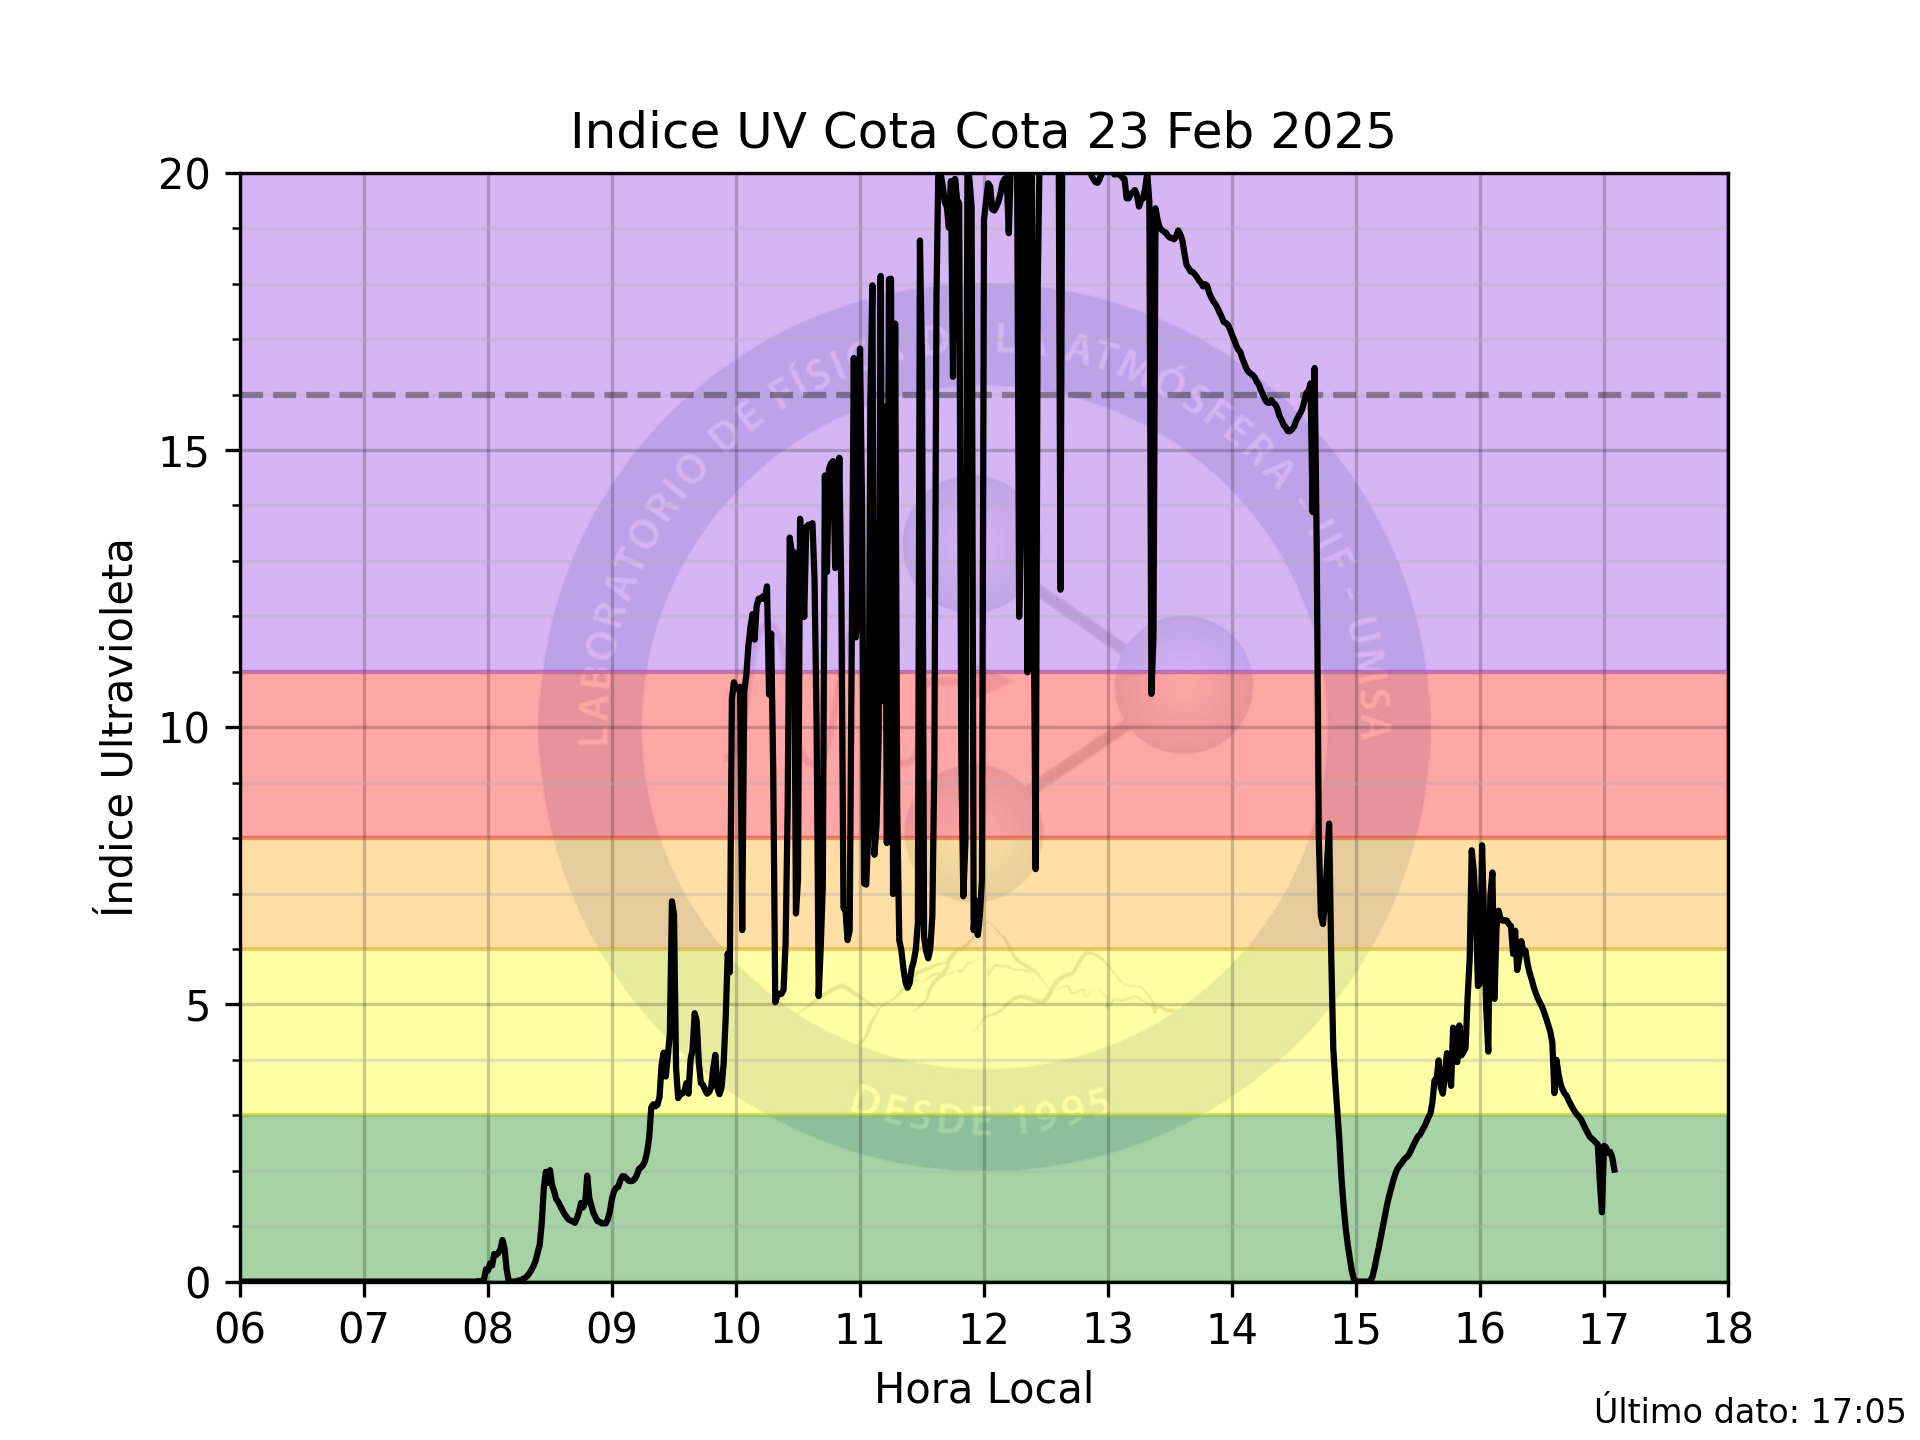 Indice UV Cota Cota 23 Feb 2025
20
15
10
5
0
Índice Ultravioleta
LABORATORIO DE FÍSICA DE LA ATMÓSFERA - IIF - UMSA
DESDE 1995
06 07 08 09 10 11 12 13 14 15 16 17 18
Hora Local
Último dato: 17:05